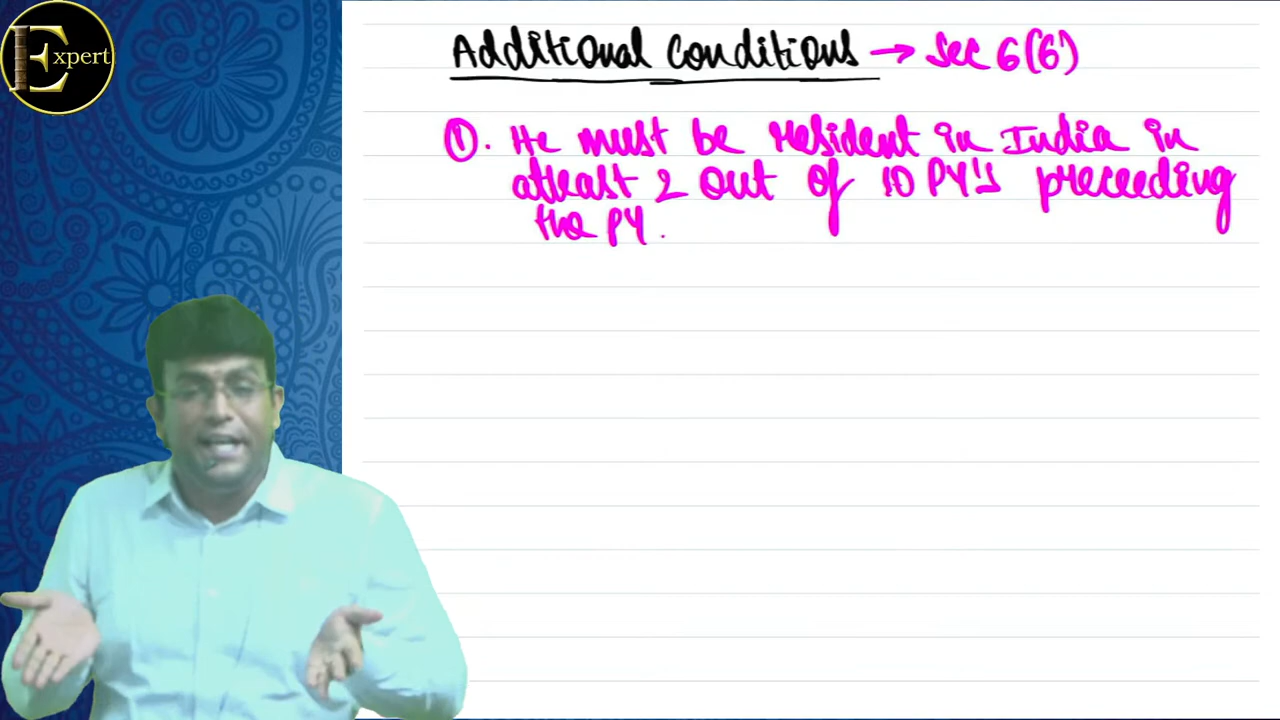 Expert
Additional Conditions → Sec 6(6)
①. He must be resident in India in
atleast 2 out of 10 PY's preceeding
the PY.